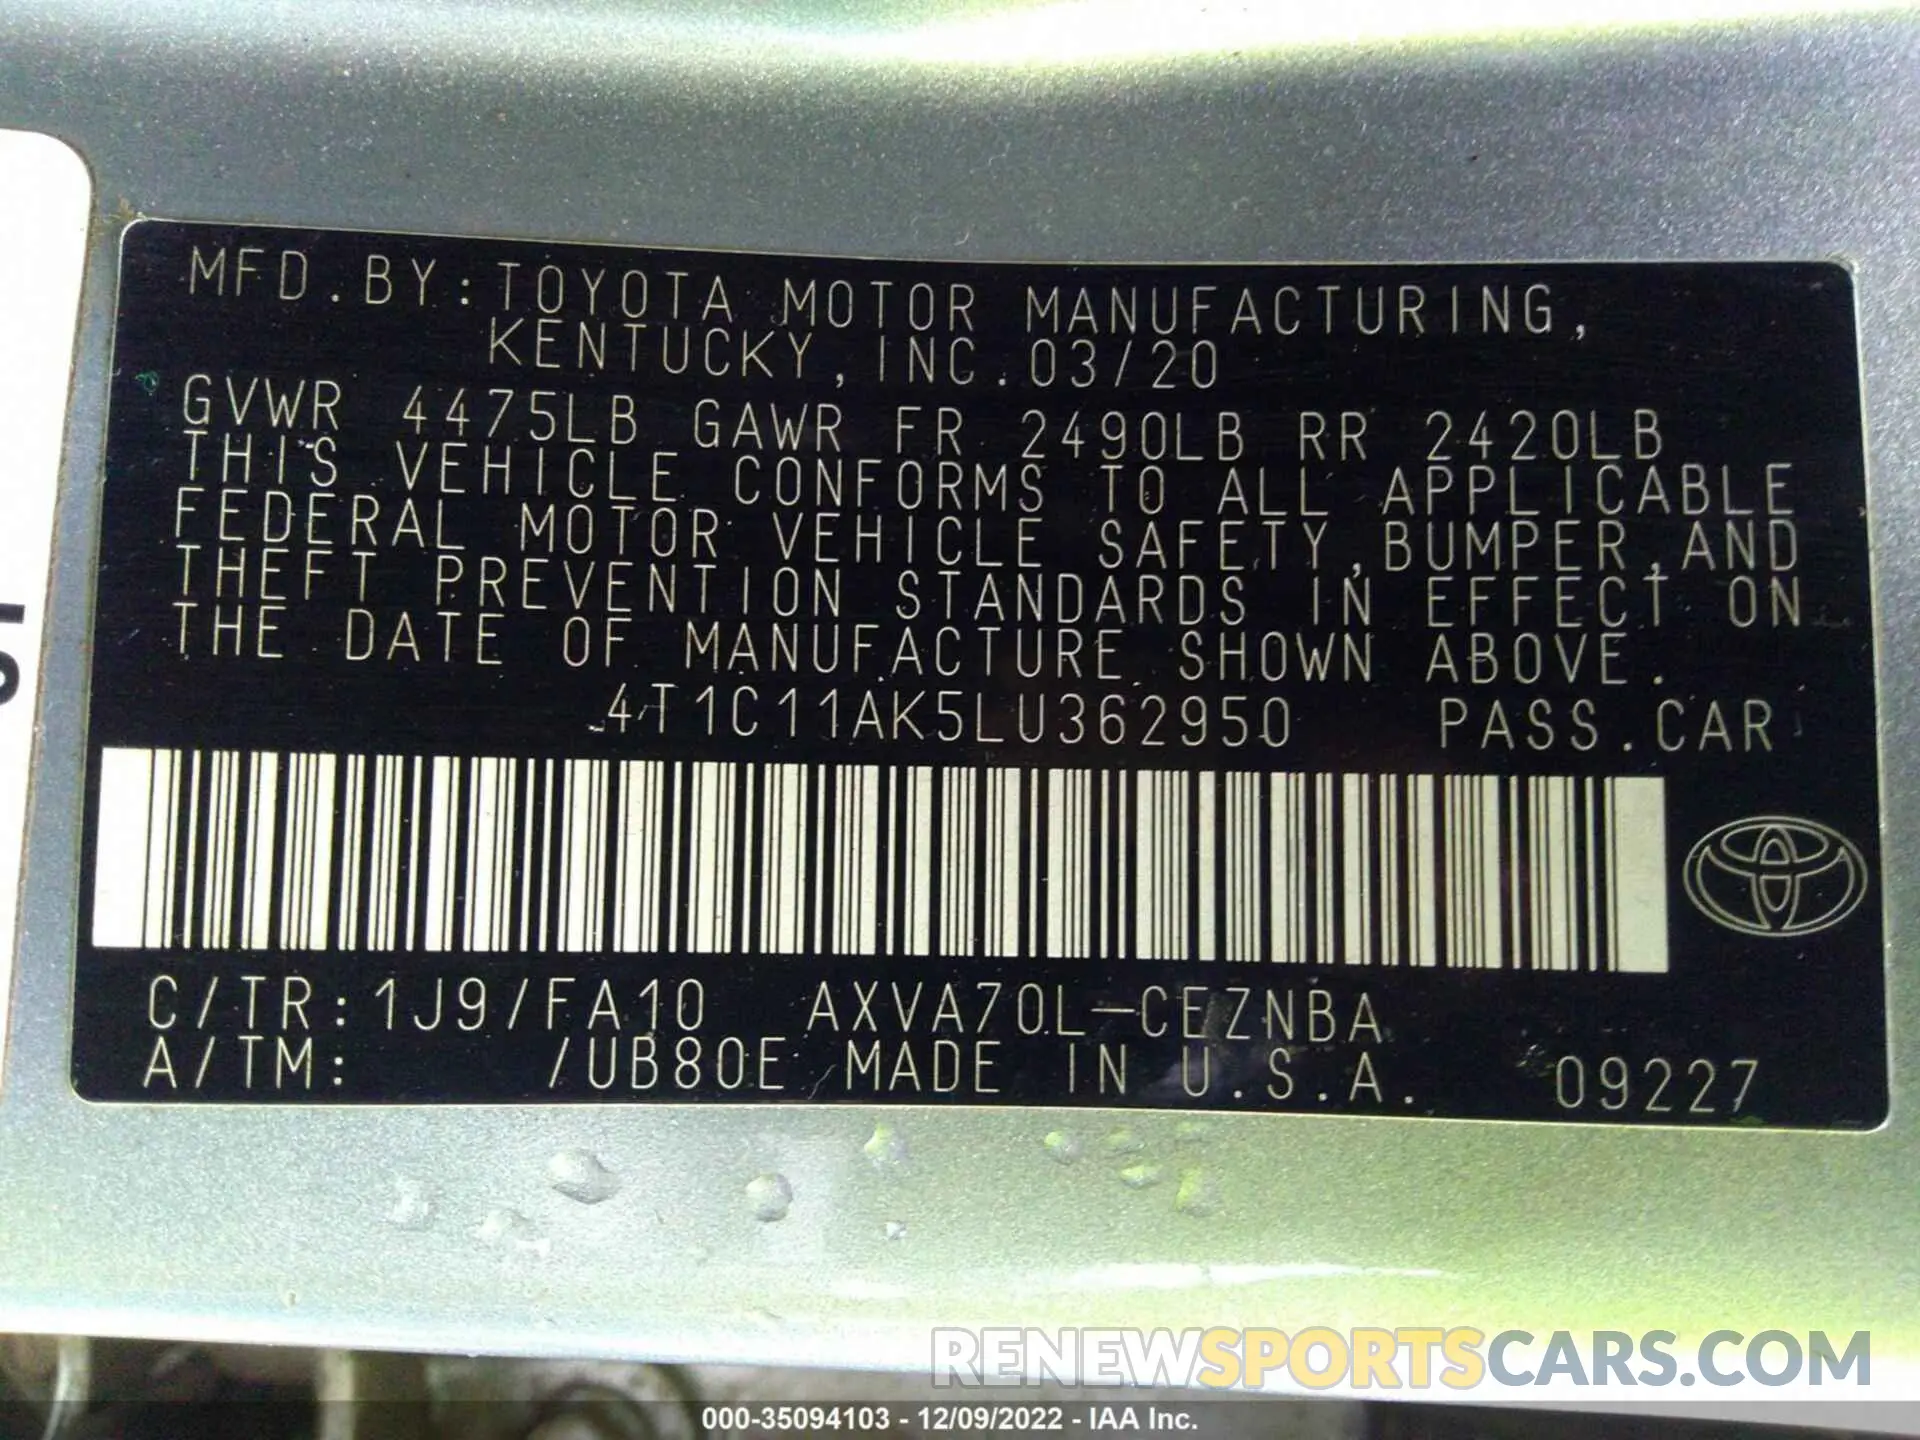 MFD.BY:TOYOTA MOTOR MANUFACTURING,
KENTUCKY,INC.03/20
GVWR 4475LB GAWR FR 2490LB RR 2420LB
THIS VEHICLE CONFORMS TO ALL APPLICABLE
FEDERAL MOTOR VEHICLE SAFETY,BUMPER,AND
THEFT PREVENTION STANDARDS IN EFFECT ON
THE DATE OF MANUFACTURE SHOWN ABOVE.
4T1C11AK5LU362950 PASS.CAR
C/TR:1J9/FA10 AXVA70L-CEZNBA
A/TM: /UB80E MADE IN U.S.A. 09227
RENEWSPORTSCARS.COM
000-35094103 - 12/09/2022 - IAA Inc.